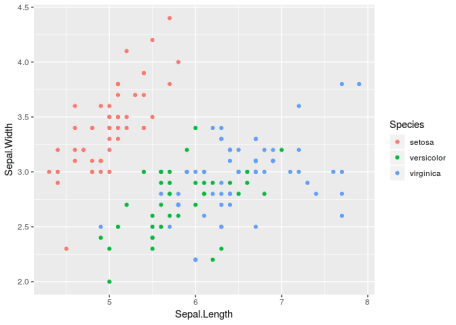 4.5
4.0
3.5
3.0
2.5
2.0
Sepal.Width
5
6
7
8
Sepal.Length
Species
setosa
versicolor
virginica